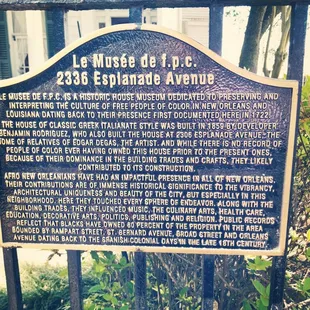 Le Musée de f.p.c.
2336 Esplanade Avenue
LE MUSÉE DE F.P.C. IS A HISTORIC HOUSE MUSEUM DEDICATED TO PRESERVING AND
INTERPRETING THE CULTURE OF FREE PEOPLE OF COLOR IN NEW ORLEANS AND
LOUISIANA DATING BACK TO THEIR PRESENCE FIRST DOCUMENTED HERE IN 1722.
THE HOUSE OF CLASSIC GREEK ITALIANATE STYLE WAS BUILT IN 1859 BY DEVELOPER
BENJAMIN RODRIGUEZ, WHO ALSO BUILT THE HOUSE AT 2306 ESPLANADE AVENUE-THE
HOME OF RELATIVES OF EDGAR DEGAS, THE ARTIST. AND WHILE THERE IS NO RECORD OF
PEOPLE OF COLOR EVER HAVING OWNED THIS HOUSE PRIOR TO THE PRESENT ONES,
BECAUSE OF THEIR DOMINANCE IN THE BUILDING TRADES AND CRAFTS, THEY LIKELY
CONTRIBUTED TO ITS CONSTRUCTION.
AFRO NEW ORLEANIANS HAVE HAD AN IMPACTFUL PRESENCE IN ALL OF NEW ORLEANS.
THEIR CONTRIBUTIONS ARE OF IMMENSE HISTORICAL SIGNIFICANCE TO THE VIBRANCY,
ARCHITECTURAL UNIQUENESS AND BEAUTY OF THE CITY, BUT ESPECIALLY IN THIS
NEIGHBORHOOD. HERE THEY TOUCHED EVERY SPHERE OF ENDEAVOR. ALONG WITH THE
BUILDING TRADES, THEY INFLUENCED MUSIC, THE CULINARY ARTS, HEALTH CARE,
EDUCATION, DECORATIVE ARTS, POLITICS, PUBLISHING AND RELIGION. PUBLIC RECORDS
REFLECT THAT BLACKS HAVE OWNED 80 PERCENT OF THE PROPERTY IN THE AREA
BOUNDED BY RAMPART STREET, ST. BERNARD AVENUE, BROAD STREET AND ORLEANS
AVENUE DATING BACK TO THE SPANISH COLONIAL DAYS IN THE LATE 18TH CENTURY.